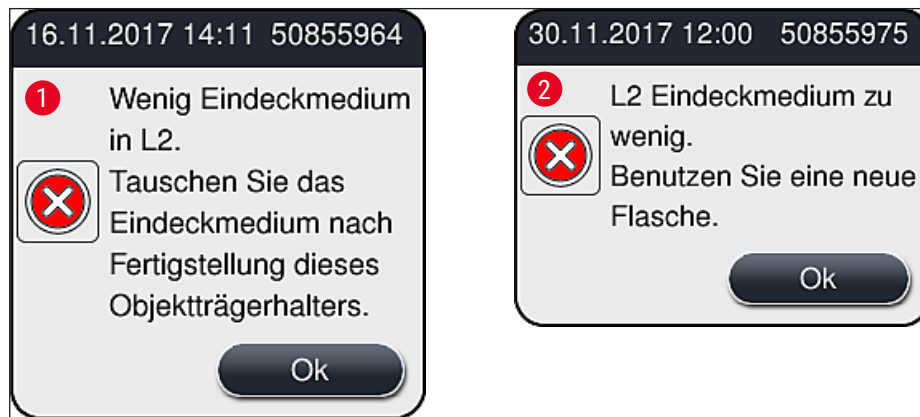 16.11.2017 14:11 50855964
1
Wenig Eindeckmedium
in L2.
Tauschen Sie das
Eindeckmedium nach
Fertigstellung dieses
Objektträgerhalters.
Ok
30.11.2017 12:00 50855975
2
L2 Eindeckmedium zu
wenig.
Benutzen Sie eine neue
Flasche.
Ok